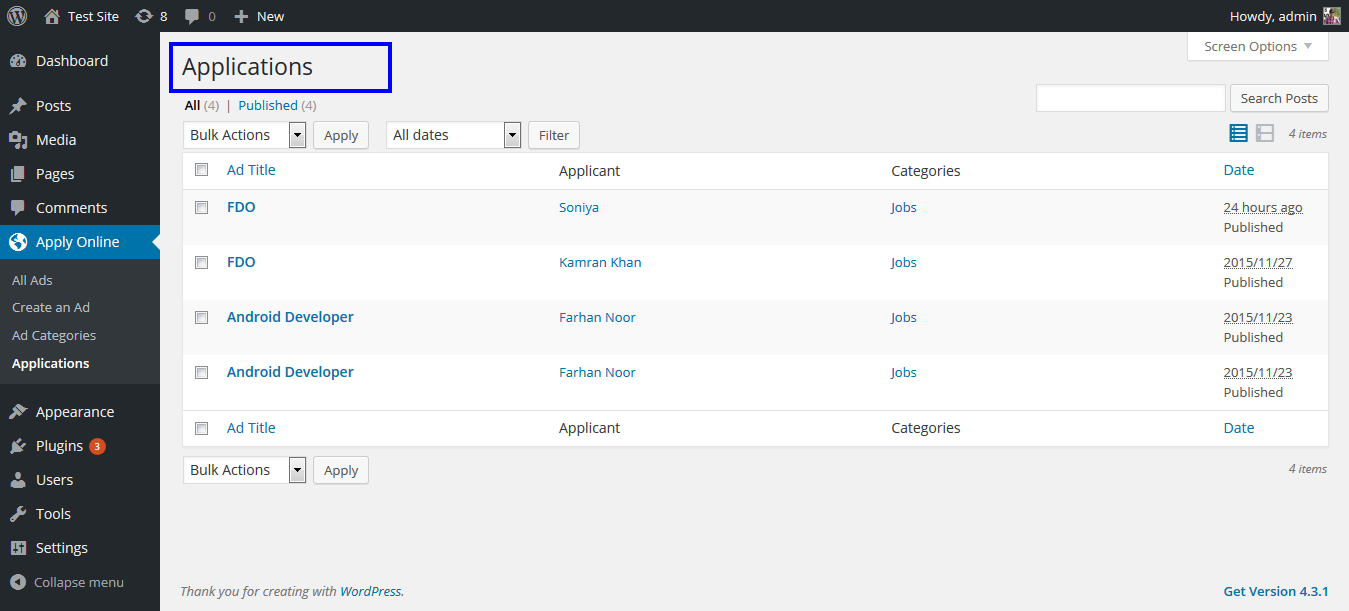 Test Site 8 0 New Howdy, admin
Dashboard
Posts
Media
Pages
Comments
Apply Online
All Ads
Create an Ad
Ad Categories
Applications
Appearance
Plugins 3
Users
Tools
Settings
Collapse menu
Screen Options
Applications
All (4) | Published (4)
Search Posts
Bulk Actions Apply All dates Filter 4 items
Ad Title Applicant Categories Date
FDO Soniya Jobs 24 hours ago
Published
FDO Kamran Khan Jobs 2015/11/27
Published
Android Developer Farhan Noor Jobs 2015/11/23
Published
Android Developer Farhan Noor Jobs 2015/11/23
Published
Ad Title Applicant Categories Date
Bulk Actions Apply 4 items
Thank you for creating with WordPress. Get Version 4.3.1